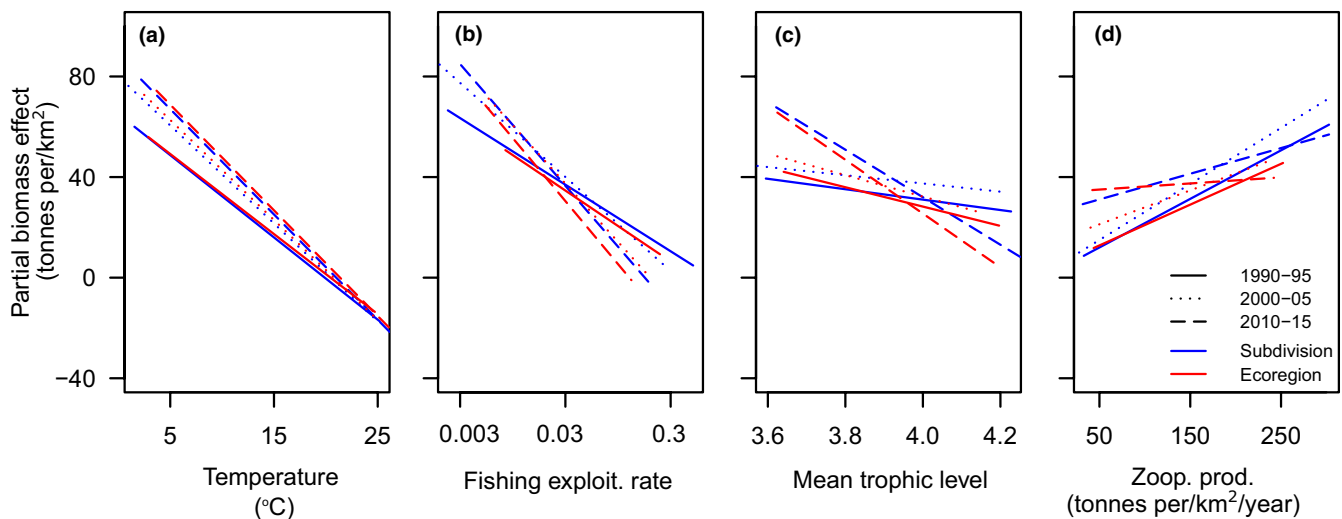 Partial biomass effect
(tonnes per/km²)
80
40
0
−40
(a)
5 15 25
Temperature
(°C)
(b)
0.003 0.03 0.3
Fishing exploit. rate
(c)
3.6 3.8 4.0 4.2
Mean trophic level
(d)
1990−95
2000−05
2010−15
Subdivision
Ecoregion
50 150 250
Zoop. prod.
(tonnes per/km²/year)